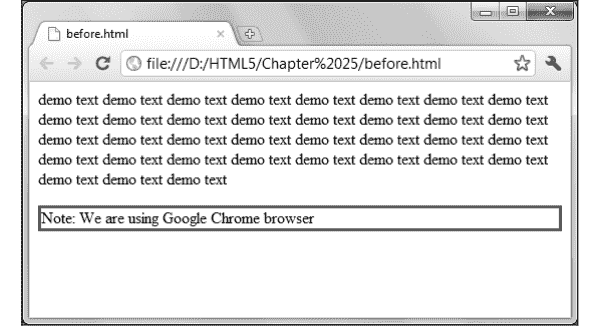 before.html
file:///D:/HTML5/Chapter%2025/before.html
demo text demo text demo text demo text demo text demo text demo text demo text
demo text demo text demo text demo text demo text demo text demo text demo text
demo text demo text demo text demo text demo text demo text demo text demo text
demo text demo text demo text demo text demo text demo text demo text demo text
demo text demo text demo text
Note: We are using Google Chrome browser